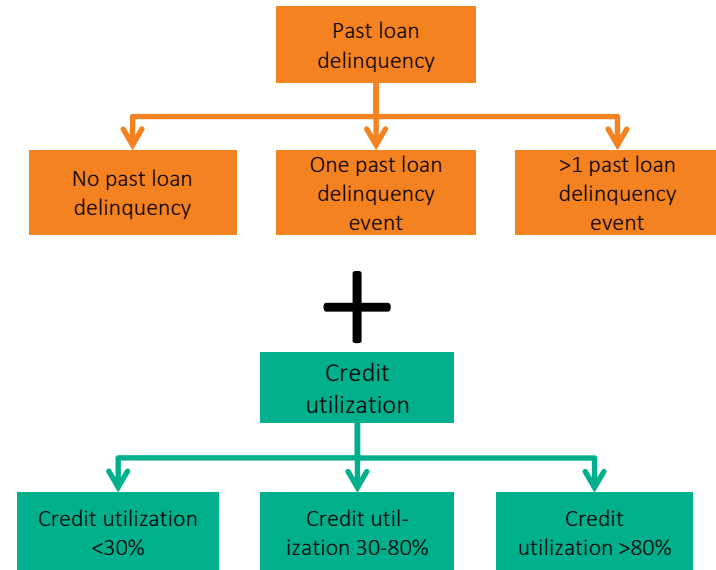 Past loan
delinquency
No past loan
delinquency
One past loan
delinquency
event
>1 past loan
delinquency
event
+
Credit
utilization
Credit utilization
<30%
Credit util-
ization 30-80%
Credit
utilization >80%